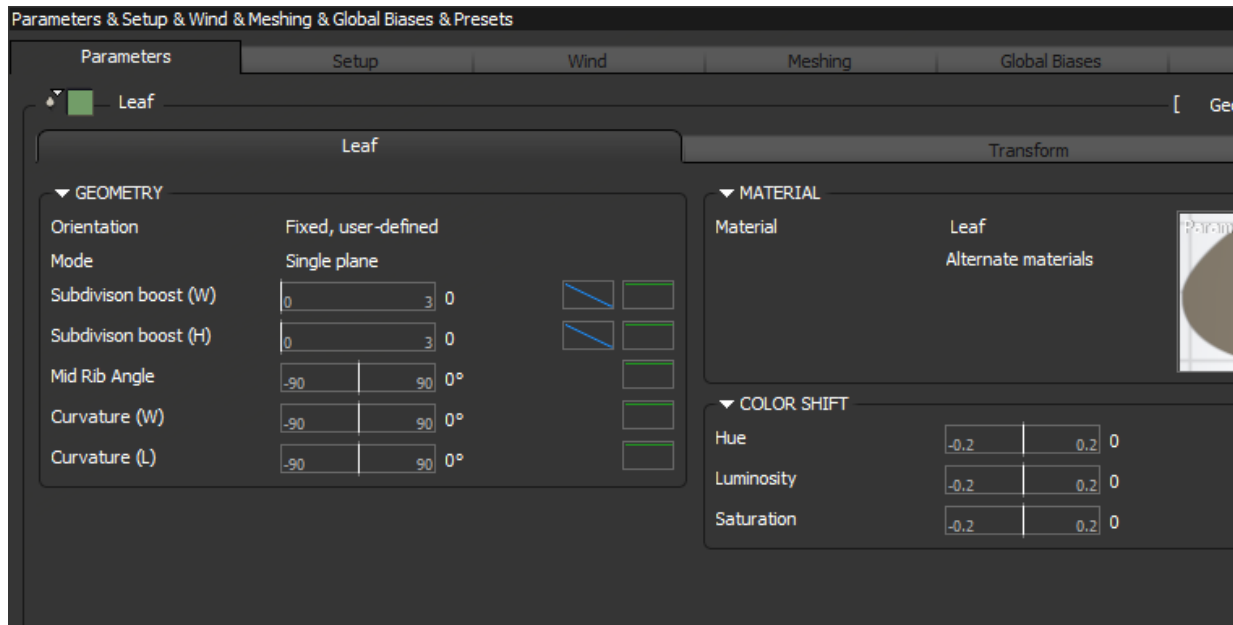 Parameters & Setup & Wind & Meshing & Global Biases & Presets
Parameters Setup Wind Meshing Global Biases
Leaf [
Leaf Transform
GEOMETRY
Orientation Fixed, user-defined
Mode Single plane
Subdivison boost (W) 0 3 0
Subdivison boost (H) 0 3 0
Mid Rib Angle -90 90 0°
Curvature (W) -90 90 0°
Curvature (L) -90 90 0°
MATERIAL
Material Leaf
Alternate materials
COLOR SHIFT
Hue -0.2 0.2 0
Luminosity -0.2 0.2 0
Saturation -0.2 0.2 0